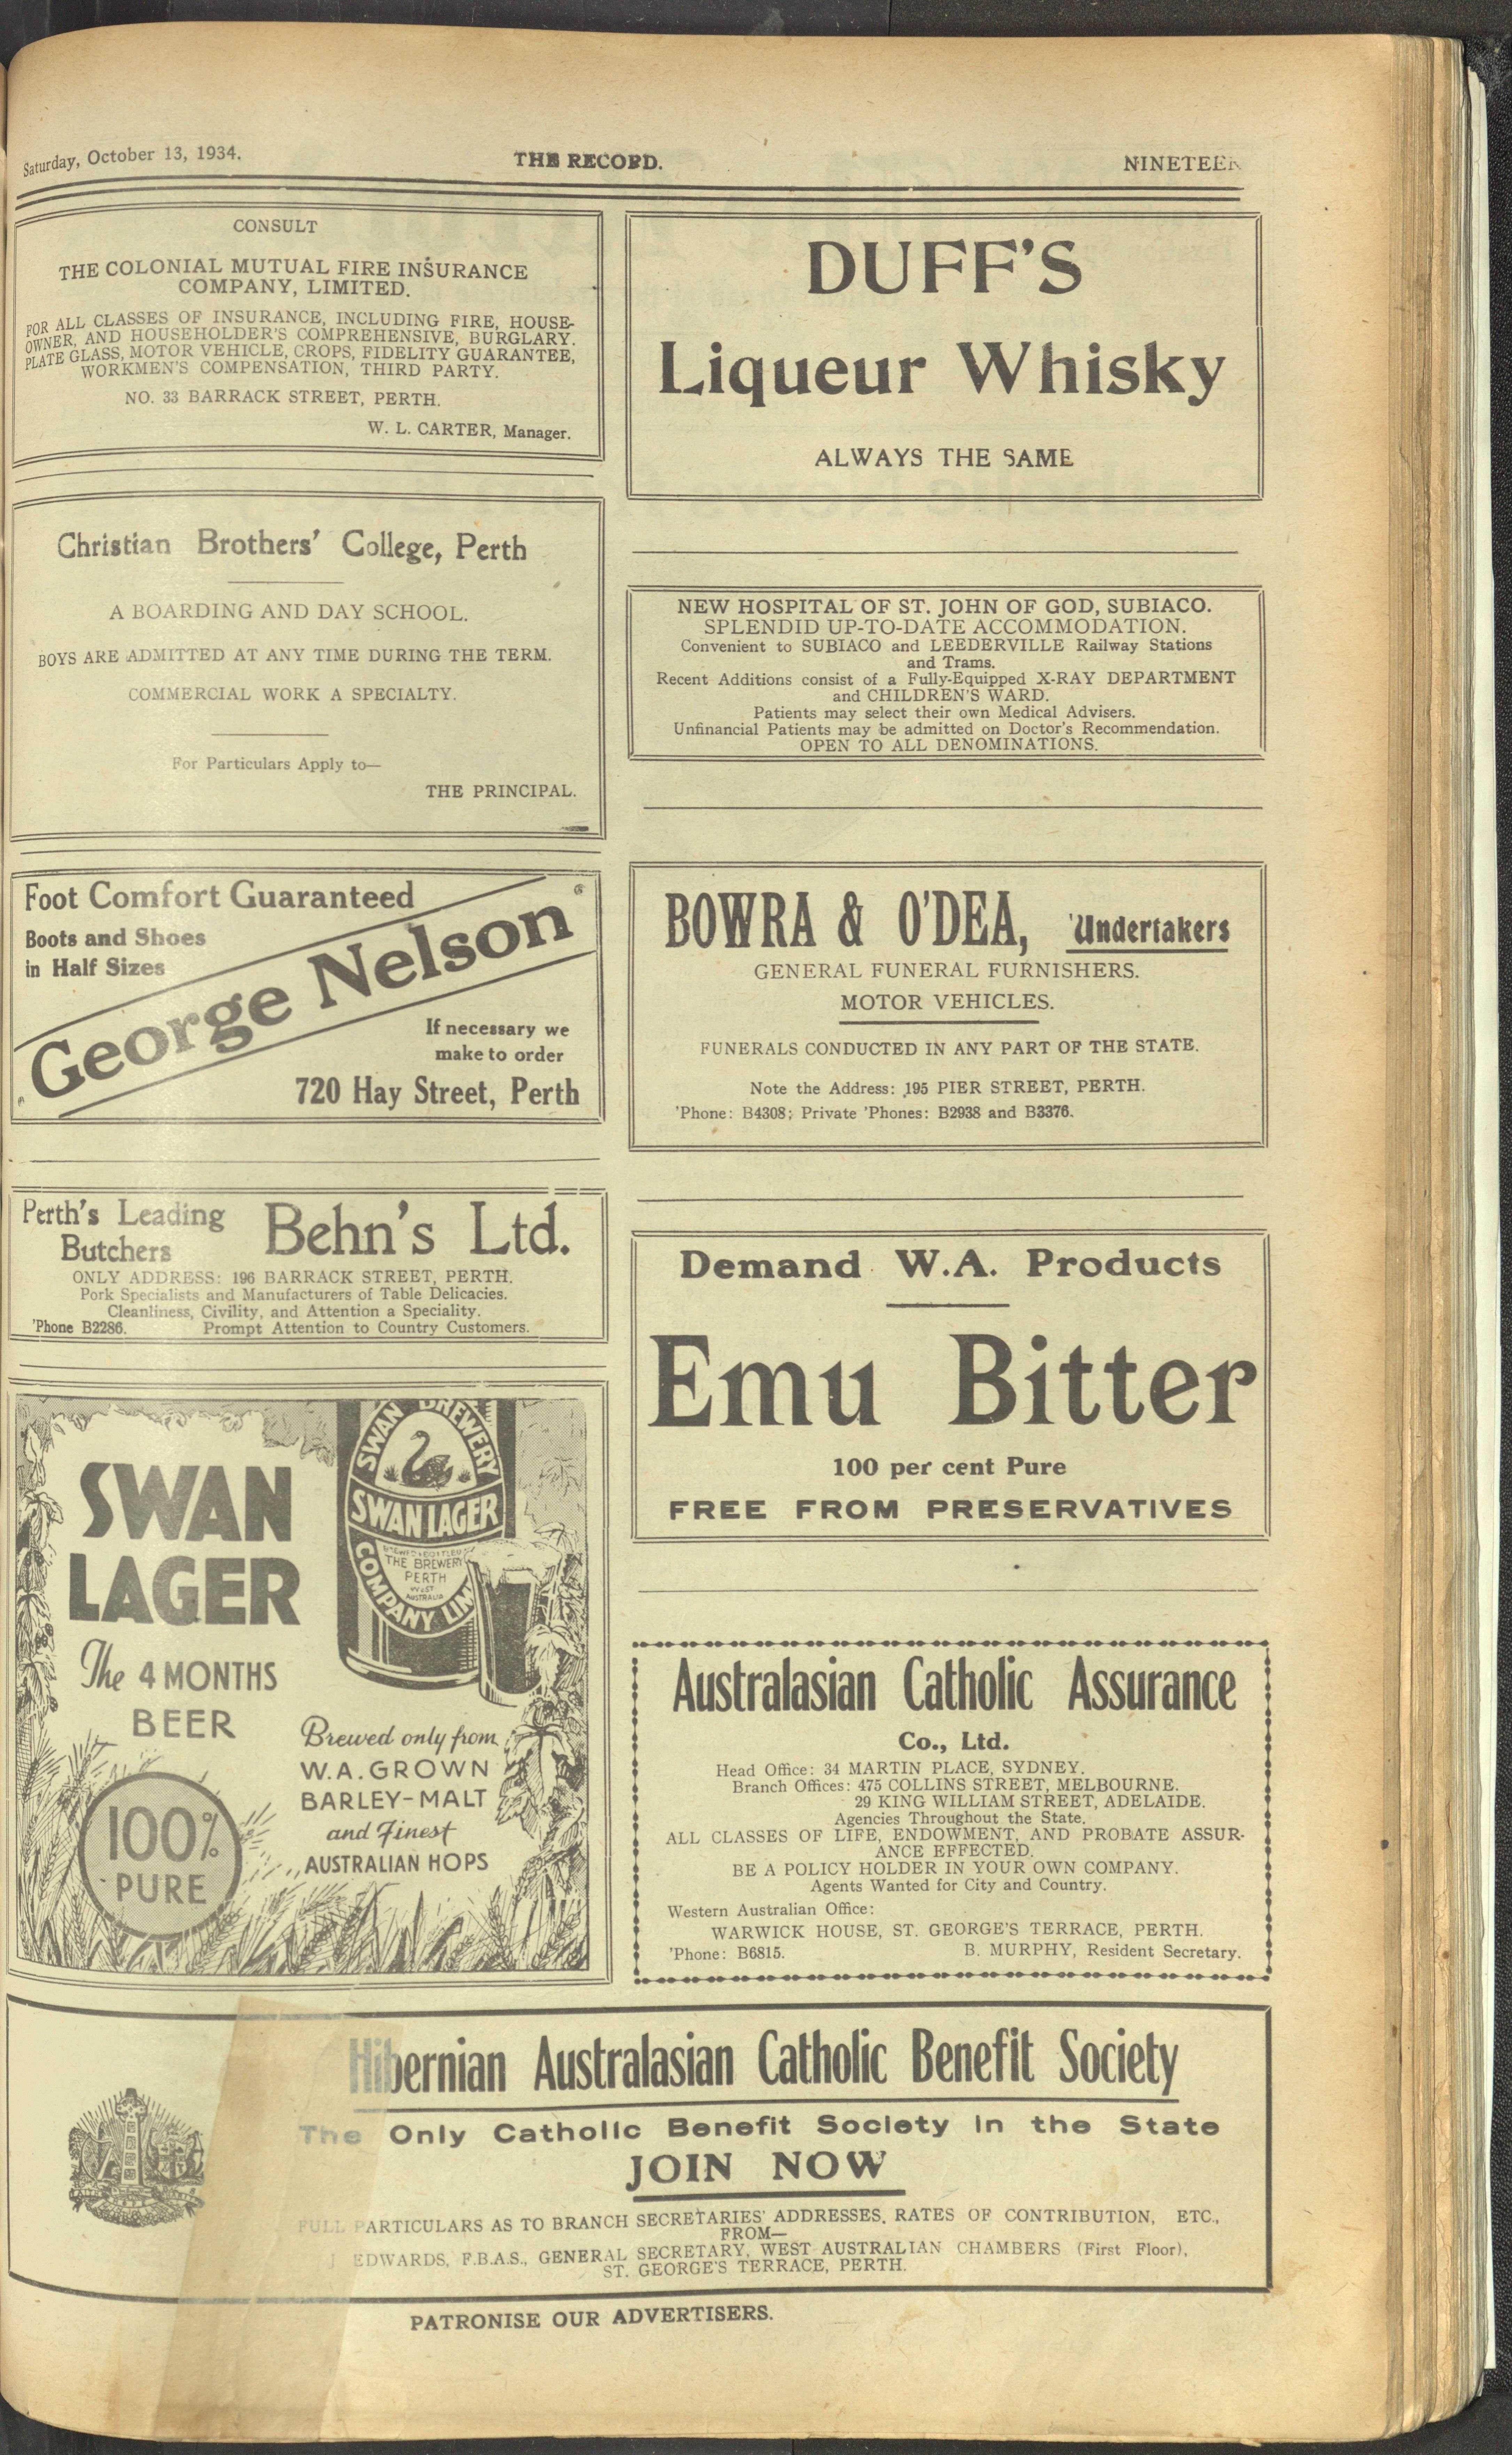 Saturday, October 13, 1934.
THE RECORD.
NINETEEN
CONSULT
THE COLONIAL MUTUAL FIRE INSURANCE
COMPANY, LIMITED.
FOR ALL CLASSES OF INSURANCE, INCLUDING FIRE, HOUSE-
OWNER, AND HOUSEHOLDER'S COMPREHENSIVE, BURGLARY.
PLATE GLASS, MOTOR VEHICLE, CROPS, FIDELITY GUARANTEE,
WORKMEN'S COMPENSATION, THIRD PARTY.
NO. 33 BARRACK STREET, PERTH.
W. L. CARTER, Manager.
Christian Brothers' College, Perth
A BOARDING AND DAY SCHOOL.
BOYS ARE ADMITTED AT ANY TIME DURING THE TERM.
COMMERCIAL WORK A SPECIALTY.
For Particulars Apply to—
THE PRINCIPAL.
Foot Comfort Guaranteed
Boots and Shoes
in Half Sizes
"George Nelson"
If necessary we
make to order
720 Hay Street, Perth
Perth's Leading
Butchers
Behn's Ltd.
ONLY ADDRESS: 196 BARRACK STREET, PERTH.
Pork Specialists and Manufacturers of Table Delicacies.
Cleanliness, Civility, and Attention a Speciality.
'Phone B2286. Prompt Attention to Country Customers.
SWAN
LAGER
The 4 MONTHS
BEER
100%
PURE
SWAN BREWERY
SWAN LAGER
THE BREWERY
PERTH
WEST
AUSTRALIA
COMPANY LIM
Brewed only from
W.A. GROWN
BARLEY-MALT
and Finest
AUSTRALIAN HOPS
DUFF'S
Liqueur Whisky
ALWAYS THE SAME
NEW HOSPITAL OF ST. JOHN OF GOD, SUBIACO.
SPLENDID UP-TO-DATE ACCOMMODATION.
Convenient to SUBIACO and LEEDERVILLE Railway Stations
and Trams.
Recent Additions consist of a Fully-Equipped X-RAY DEPARTMENT
and CHILDREN'S WARD.
Patients may select their own Medical Advisers.
Unfinancial Patients may be admitted on Doctor's Recommendation.
OPEN TO ALL DENOMINATIONS.
BOWRA & O'DEA, Undertakers
GENERAL FUNERAL FURNISHERS.
MOTOR VEHICLES.
FUNERALS CONDUCTED IN ANY PART OF THE STATE.
Note the Address: 195 PIER STREET, PERTH.
'Phone: B4308; Private 'Phones: B2938 and B3376.
Demand W.A. Products
Emu Bitter
100 per cent Pure
FREE FROM PRESERVATIVES
Australasian Catholic Assurance
Co., Ltd.
Head Office: 34 MARTIN PLACE, SYDNEY.
Branch Offices: 475 COLLINS STREET, MELBOURNE.
29 KING WILLIAM STREET, ADELAIDE.
Agencies Throughout the State.
ALL CLASSES OF LIFE, ENDOWMENT, AND PROBATE ASSUR-
ANCE EFFECTED.
BE A POLICY HOLDER IN YOUR OWN COMPANY.
Agents Wanted for City and Country.
Western Australian Office:
WARWICK HOUSE, ST. GEORGE'S TERRACE, PERTH.
'Phone: B6815. B. MURPHY, Resident Secretary.
Hibernian Australasian Catholic Benefit Society
The Only Catholic Benefit Society in the State
JOIN NOW
FULL PARTICULARS AS TO BRANCH SECRETARIES' ADDRESSES, RATES OF CONTRIBUTION, ETC.,
FROM—
J. EDWARDS, F.B.A.S., GENERAL SECRETARY, WEST AUSTRALIAN CHAMBERS (First Floor),
ST. GEORGE'S TERRACE, PERTH.
PATRONISE OUR ADVERTISERS.